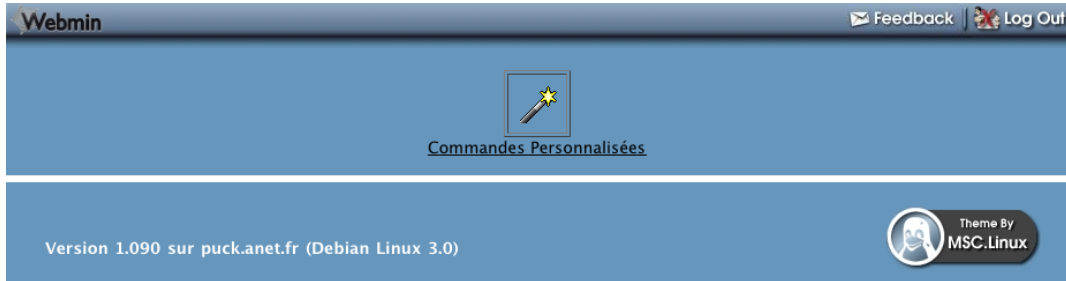 Webmin
Feedback | Log Out
Commandes Personnalisées
Version 1.090 sur puck.anet.fr (Debian Linux 3.0)
Theme By
MSC.Linux